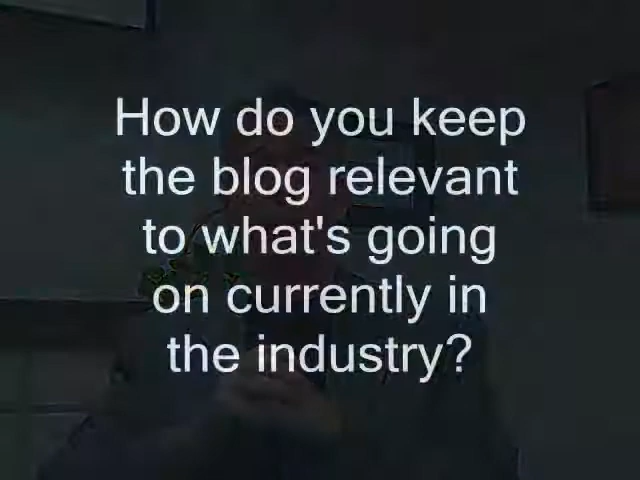 How do you keep
the blog relevant
to what's going
on currently in
the industry?